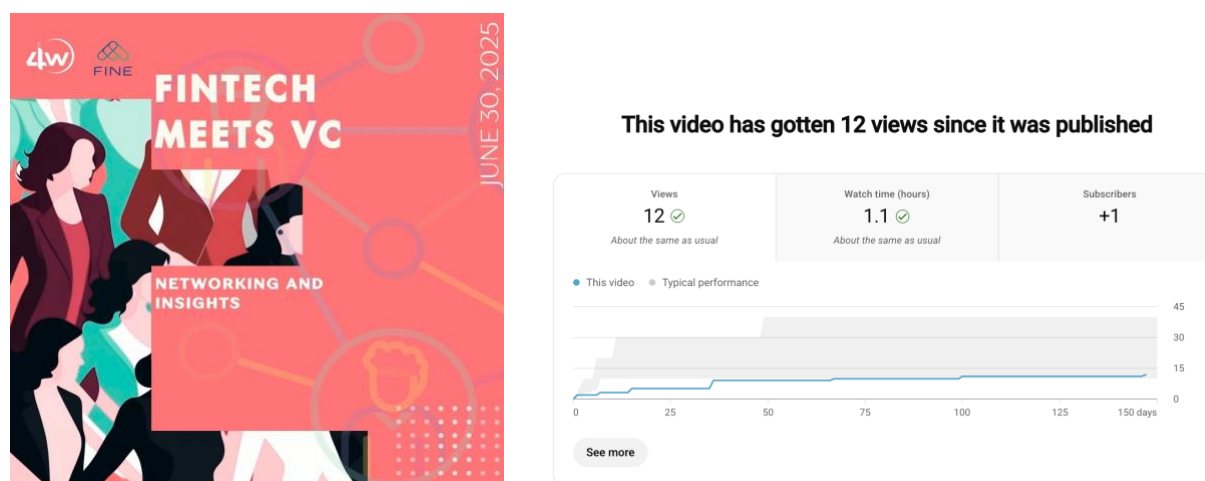 4W
FINE
FINTECH
MEETS VC
JUNE 30, 2025
NETWORKING AND
INSIGHTS
This video has gotten 12 views since it was published
Views
12
About the same as usual
Watch time (hours)
1.1
About the same as usual
Subscribers
+1
This video
Typical performance
45
30
15
0
0 25 50 75 100 125 150 days
See more